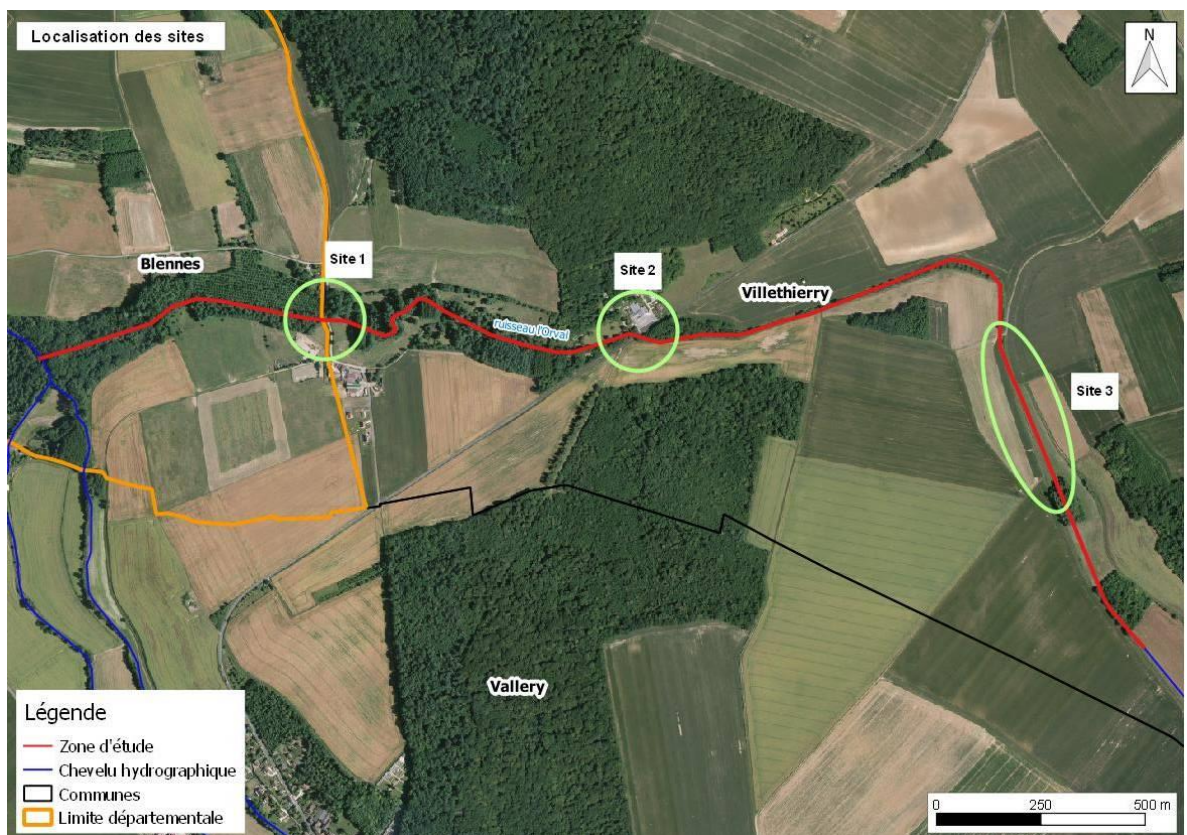 Localisation des sites
N
Blennes
Site 1
Site 2
Villethierry
ruisseau l'Orval
Site 3
Vallery
Légende
Zone d'étude
Chevelu hydrographique
Communes
Limite départementale
0 250 500 m